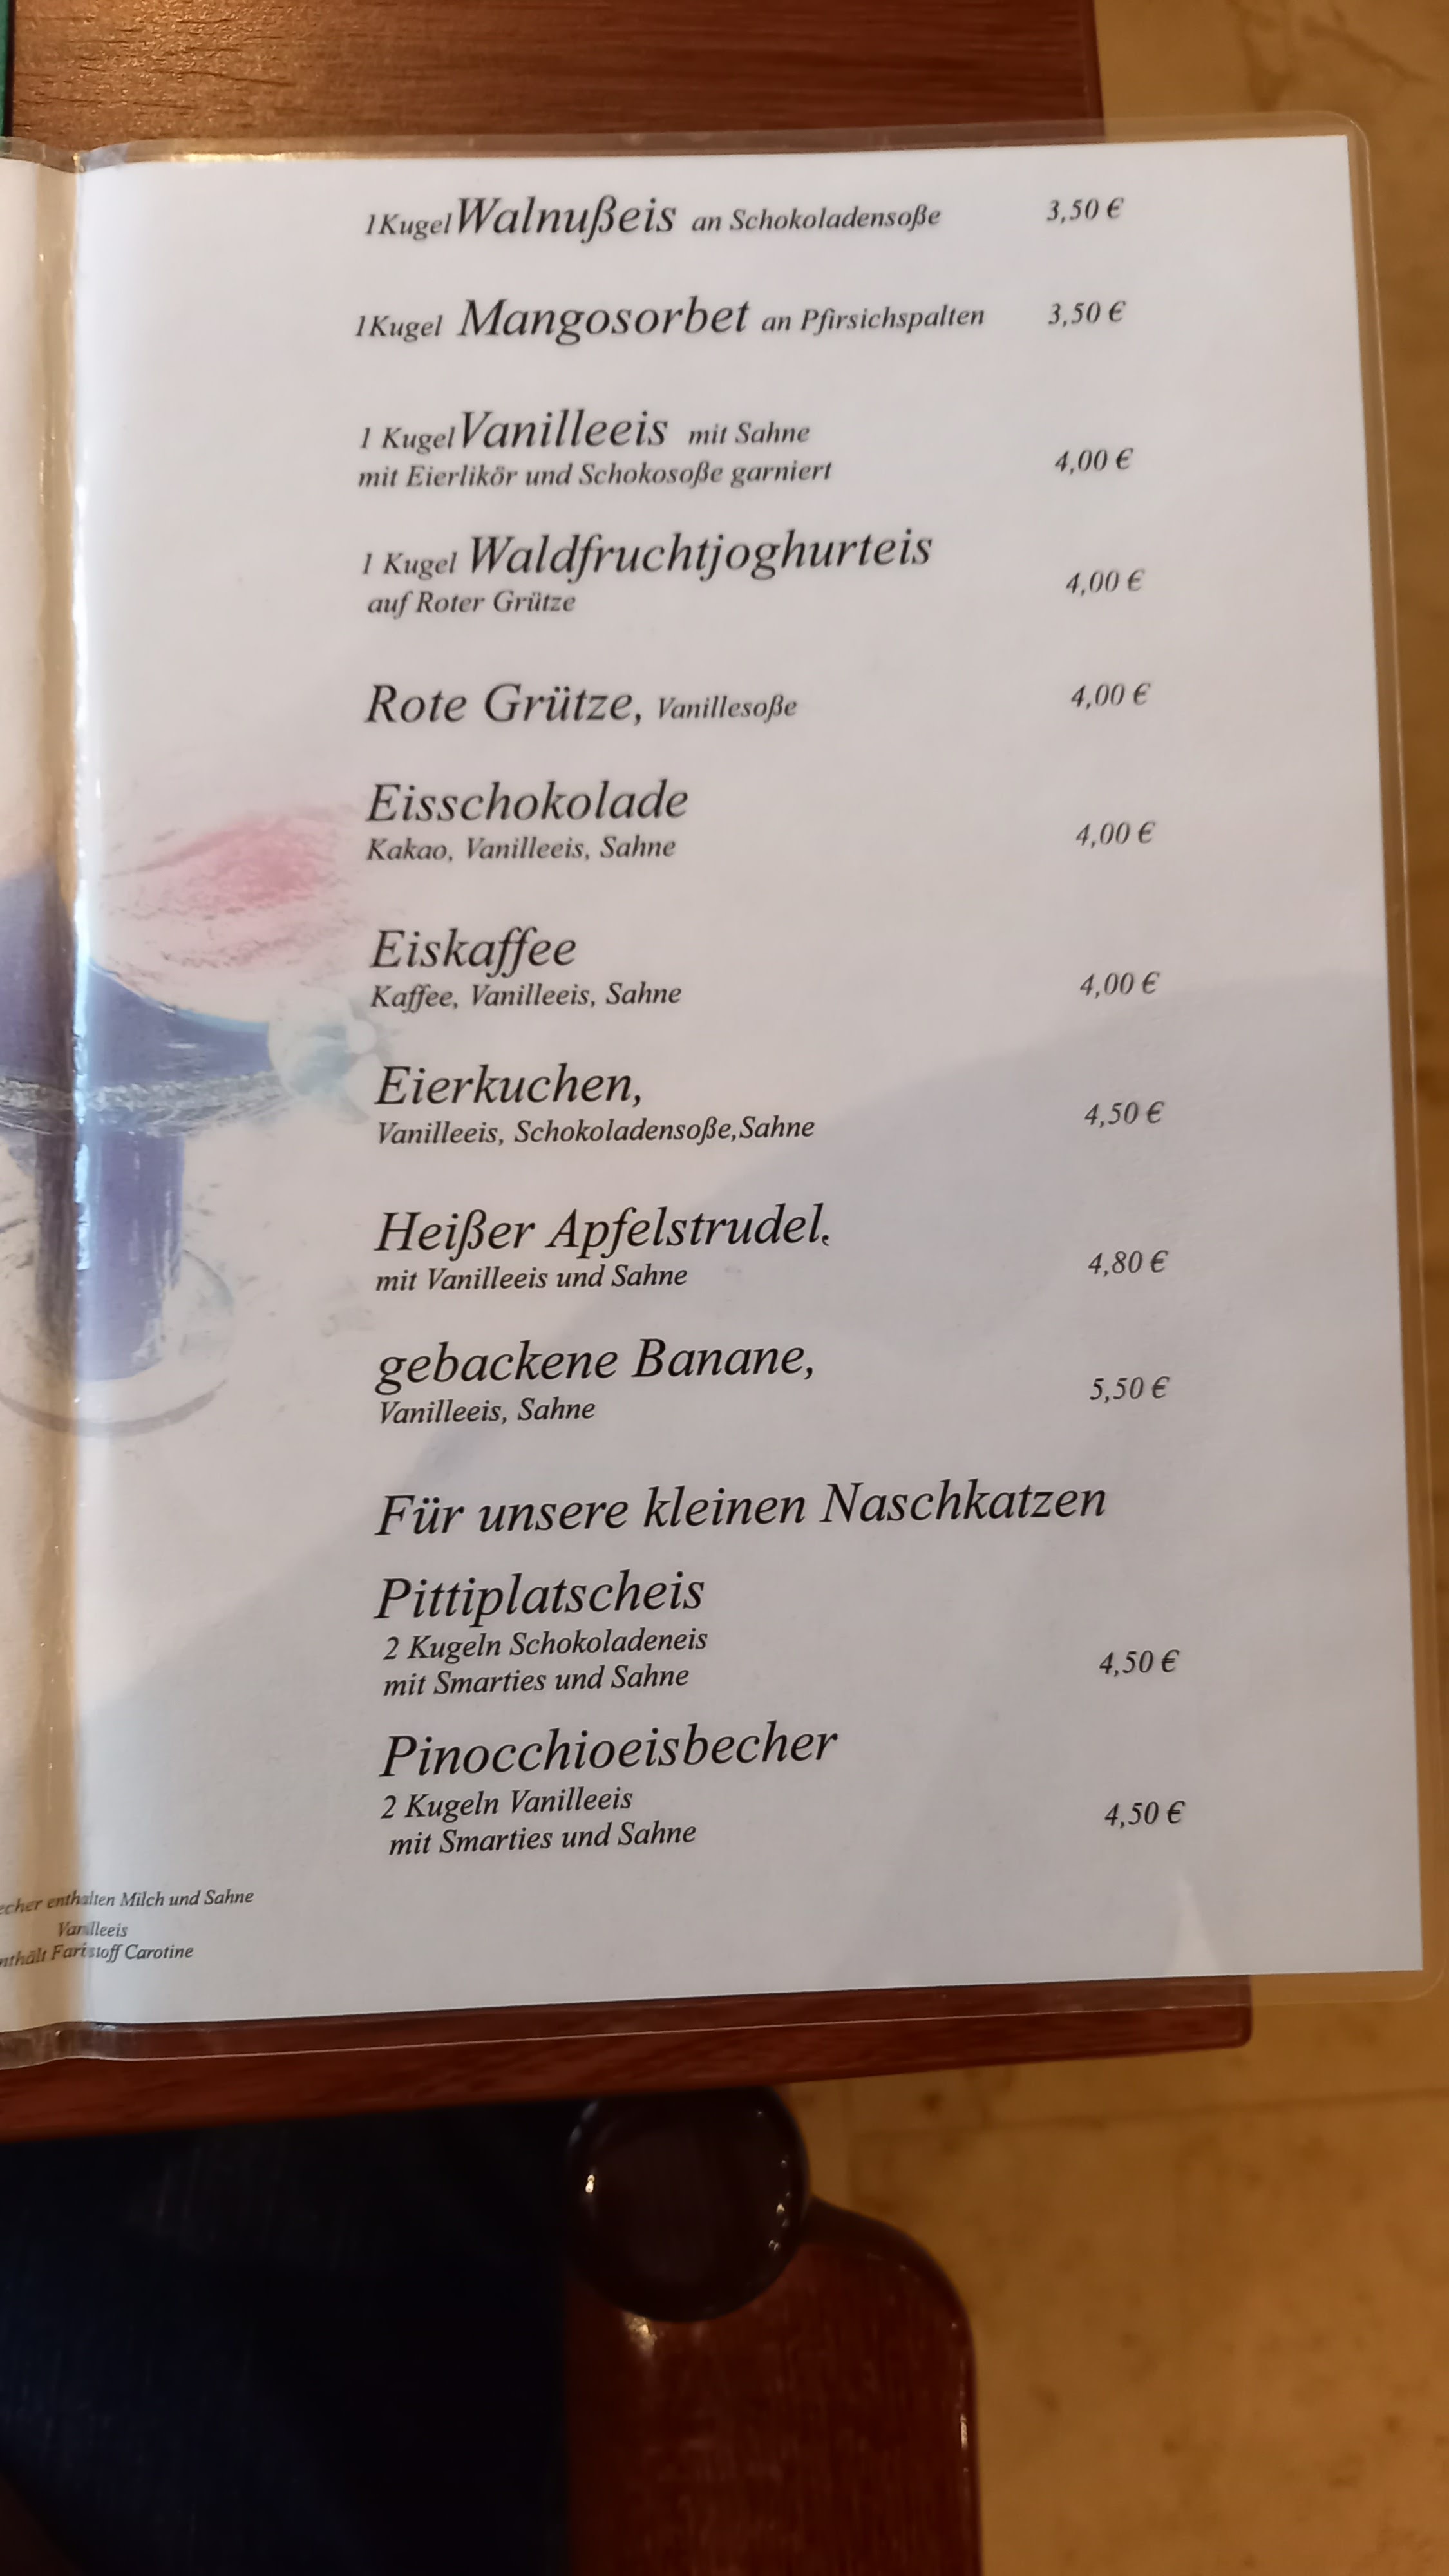 1Kugel Walnußeis an Schokoladensoße 3,50 €
1Kugel Mangosorbet an Pfirsichspalten 3,50 €
1 Kugel Vanilleeis mit Sahne
mit Eierlikör und Schokosoße garniert 4,00 €
1 Kugel Waldfruchtjoghurteis
auf Roter Grütze 4,00 €
Rote Grütze, Vanillesoße 4,00 €
Eisschokolade
Kakao, Vanilleeis, Sahne 4,00 €
Eiskaffee
Kaffee, Vanilleeis, Sahne 4,00 €
Eierkuchen,
Vanilleeis, Schokoladensoße,Sahne 4,50 €
Heißer Apfelstrudel,
mit Vanilleeis und Sahne 4,80 €
gebackene Banane,
Vanilleeis, Sahne 5,50 €
Für unsere kleinen Naschkatzen
Pittiplatscheis
2 Kugeln Schokoladeneis
mit Smarties und Sahne 4,50 €
Pinocchioeisbecher
2 Kugeln Vanilleeis
mit Smarties und Sahne 4,50 €
enthalten Milch und Sahne
Vanilleeis
Carotine